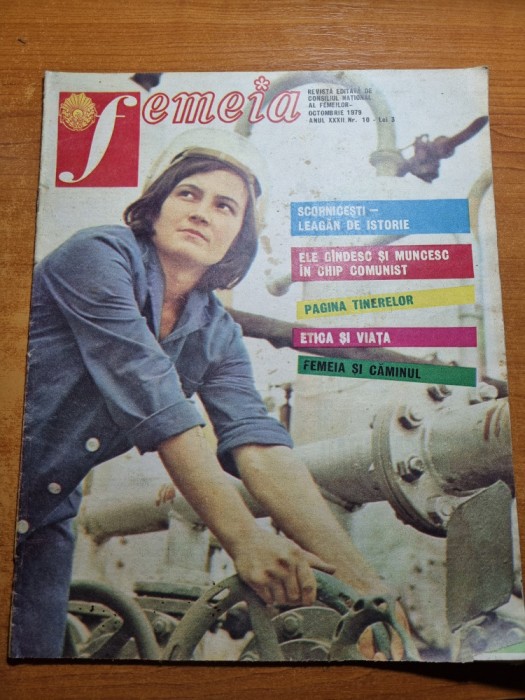 femeia
REVISTĂ EDITATĂ DE
CONSILIUL NAȚIONAL
AL FEMEILOR-
OCTOMBRIE 1979
ANUL XXXII Nr. 10 - Lei 3
SCORNICEȘTI –
LEAGĂN DE ISTORIE
ELE GÎNDESC ȘI MUNCESC
ÎN CHIP COMUNIST
PAGINA TINERELOR
ETICA ȘI VIAȚA
FEMEIA ȘI CĂMINUL